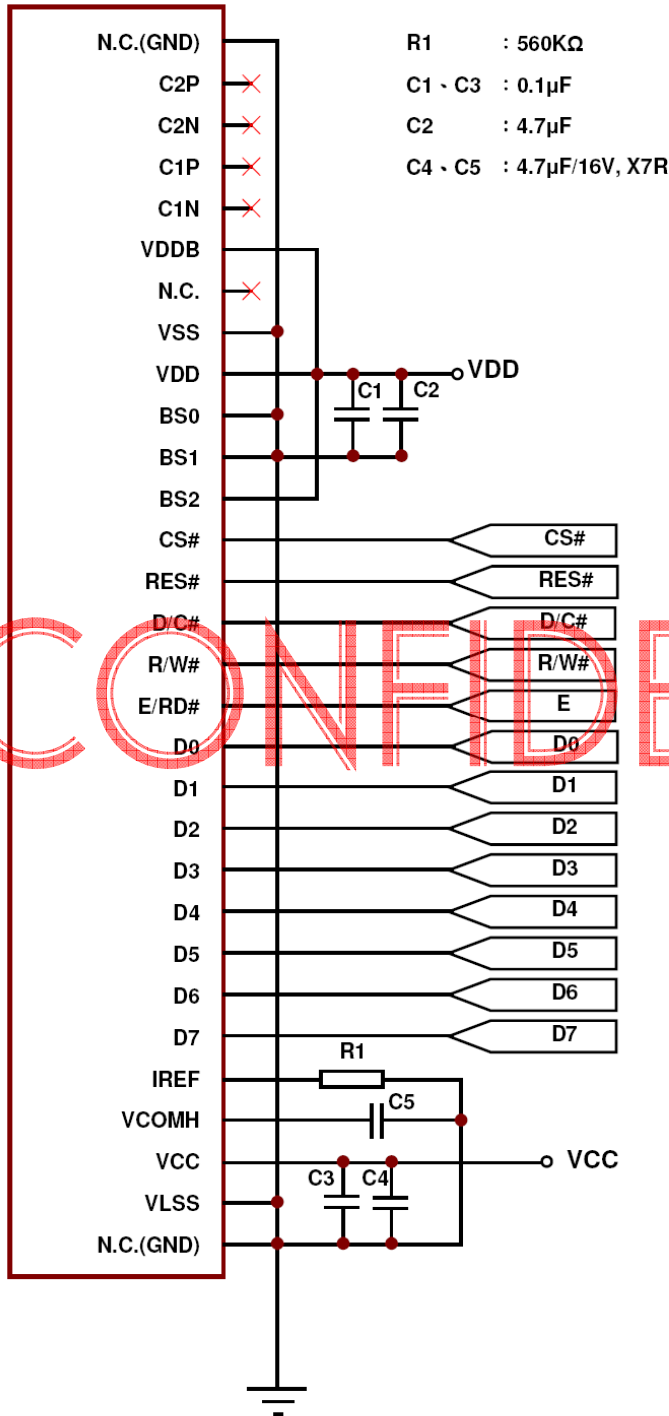 N.C.(GND)
R1 : 560KΩ
C2P
C1、C3 : 0.1µF
C2N
C2 : 4.7µF
C1P
C4、C5 : 4.7µF/16V, X7R
C1N
VDDB
N.C.
VSS
VDD
C1
C2
VDD
BS0
BS1
BS2
CS#
CS#
RES#
RES#
D/C#
D/C#
R/W#
R/W#
E/RD#
E
CONFIDE
D0
D0
D1
D1
D2
D2
D3
D3
D4
D4
D5
D5
D6
D6
D7
D7
R1
IREF
C5
VCOMH
VCC
VCC
C3
C4
VLSS
N.C.(GND)